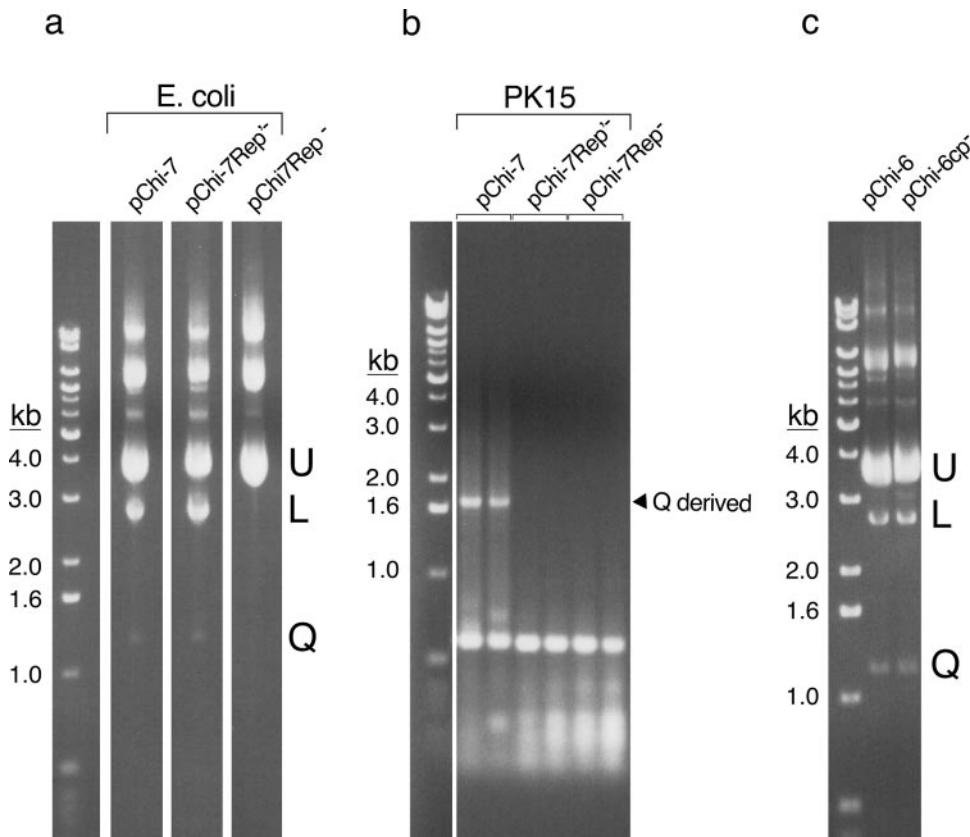 a
E. coli
pChi-7
pChi-7Rep'-
pChi7Rep-
kb
4.0
3.0
2.0
1.6
1.0
U
L
Q
b
PK15
pChi-7
pChi-7Rep'-
pChi-7Rep-
kb
4.0
3.0
2.0
1.6
1.0
◄ Q derived
c
pChi-6
pChi-6cp-
kb
4.0
3.0
2.0
1.6
1.0
U
L
Q